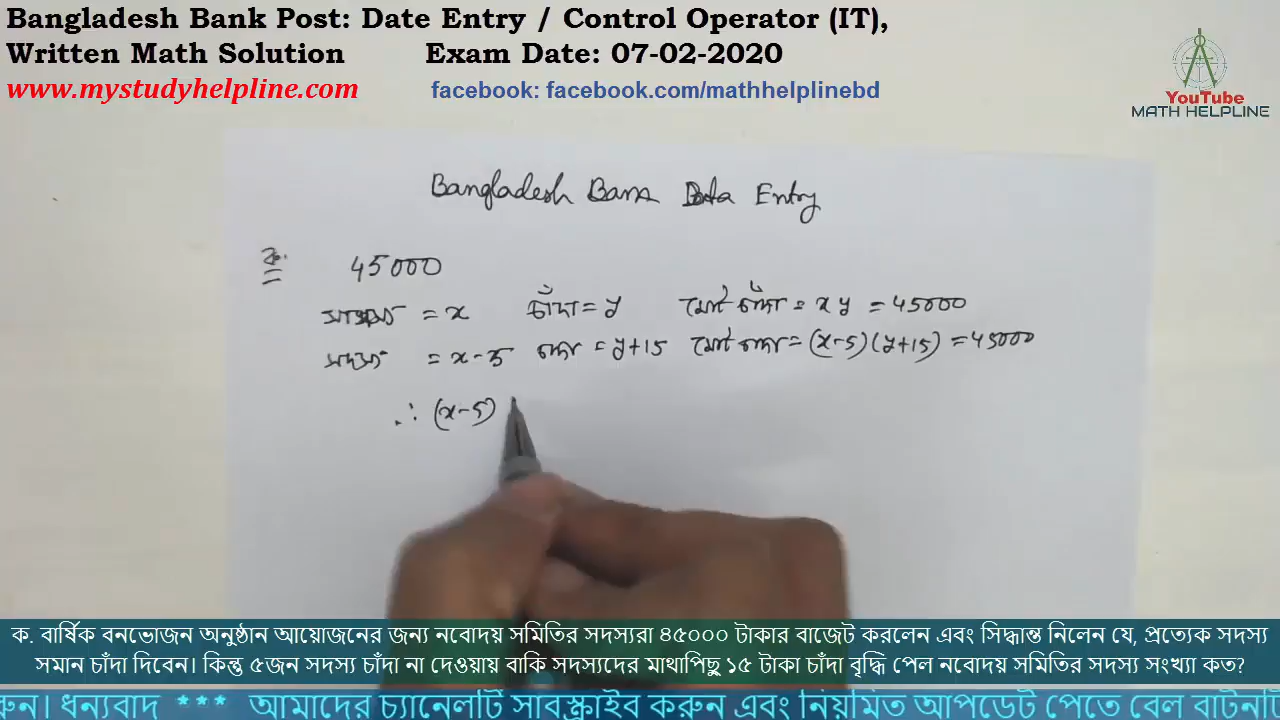 Bangladesh Bank Post: Date Entry / Control Operator (IT),
Written Math Solution Exam Date: 07-02-2020
www.mystudyhelpline.com facebook: facebook.com/mathhelplinebd
YouTube
MATH HELPLINE
Bangladesh Bank Data Entry
ক. 45000
সদস্য = x চাঁদা = y মোট চাঁদা = xy = 45000
সদস্য = x-5 চাঁদা = y+15 মোট চাঁদা = (x-5)(y+15) = 45000
∴ (x-5)
ক. বার্ষিক বনভোজন অনুষ্ঠান আয়োজনের জন্য নবোদয় সমিতির সদস্যরা ৪৫০০০ টাকার বাজেট করলেন এবং সিদ্ধান্ত নিলেন যে, প্রত্যেক সদস্য
সমান চাঁদা দিবেন। কিন্তু ৫জন সদস্য চাঁদা না দেওয়ায় বাকি সদস্যদের মাথাপিছু ১৫ টাকা চাঁদা বৃদ্ধি পেল নবোদয় সমিতির সদস্য সংখ্যা কত?
রুন। ধন্যবাদ *** আমাদের চ্যানেলটি সাবস্ক্রাইব করুন এবং নিয়মিত আপডেট পেতে বেল বাটনটি